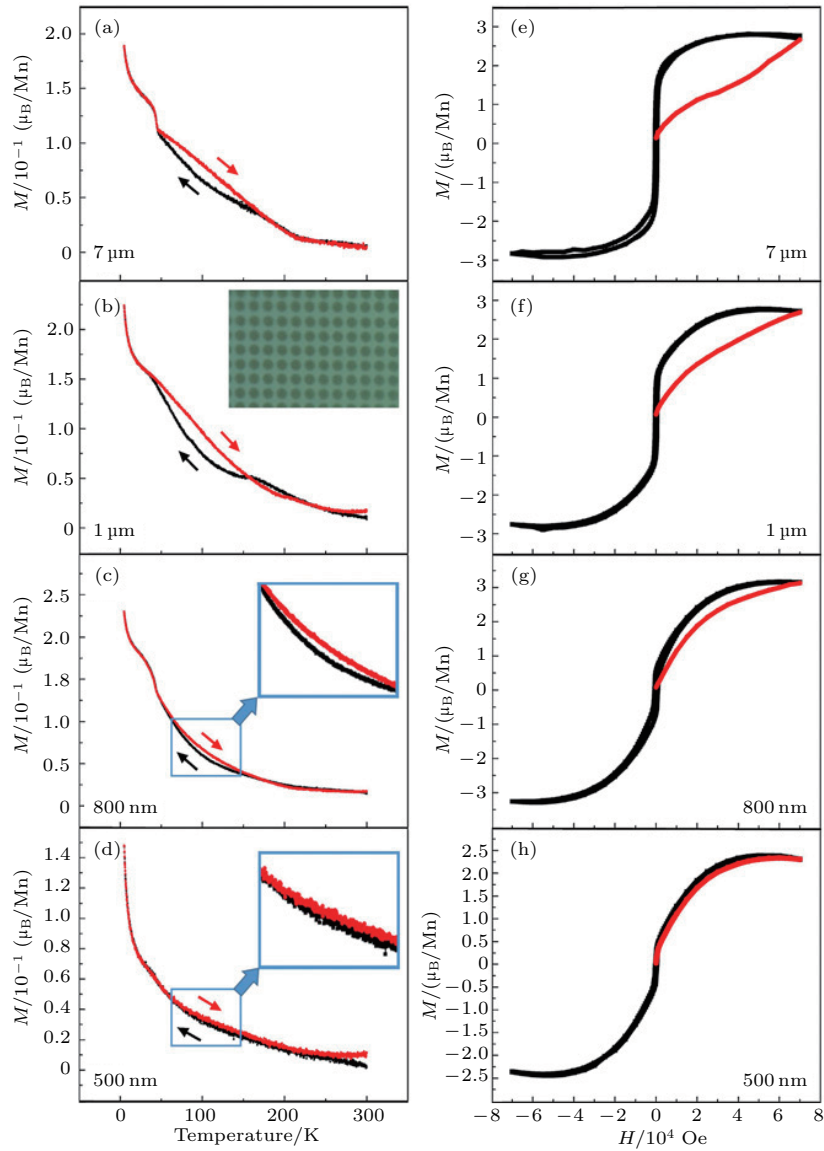 (a)
M/10⁻¹ (μB/Mn)
2.0
1.5
1.0
0.5
0
7 μm
(e)
M/(μB/Mn)
3
2
1
0
−1
−2
−3
7 μm
(b)
M/10⁻¹ (μB/Mn)
2.0
1.5
1.0
0.5
0
1 μm
(f)
M/(μB/Mn)
3
2
1
0
−1
−2
−3
1 μm
(c)
M/10⁻¹ (μB/Mn)
2.5
2.0
1.8
1.0
0.5
0
800 nm
(g)
M/(μB/Mn)
3
2
1
0
−1
−2
−3
800 nm
(d)
M/10⁻¹ (μB/Mn)
1.4
1.2
1.0
0.8
0.6
0.4
0.2
0
500 nm
0 100 200 300
Temperature/K
(h)
M/(μB/Mn)
2.5
2.0
1.5
1.0
0.5
0
−0.5
−1.0
−1.5
−2.0
−2.5
500 nm
−8 −6 −4 −2 0 2 4 6 8
H/10⁴ Oe